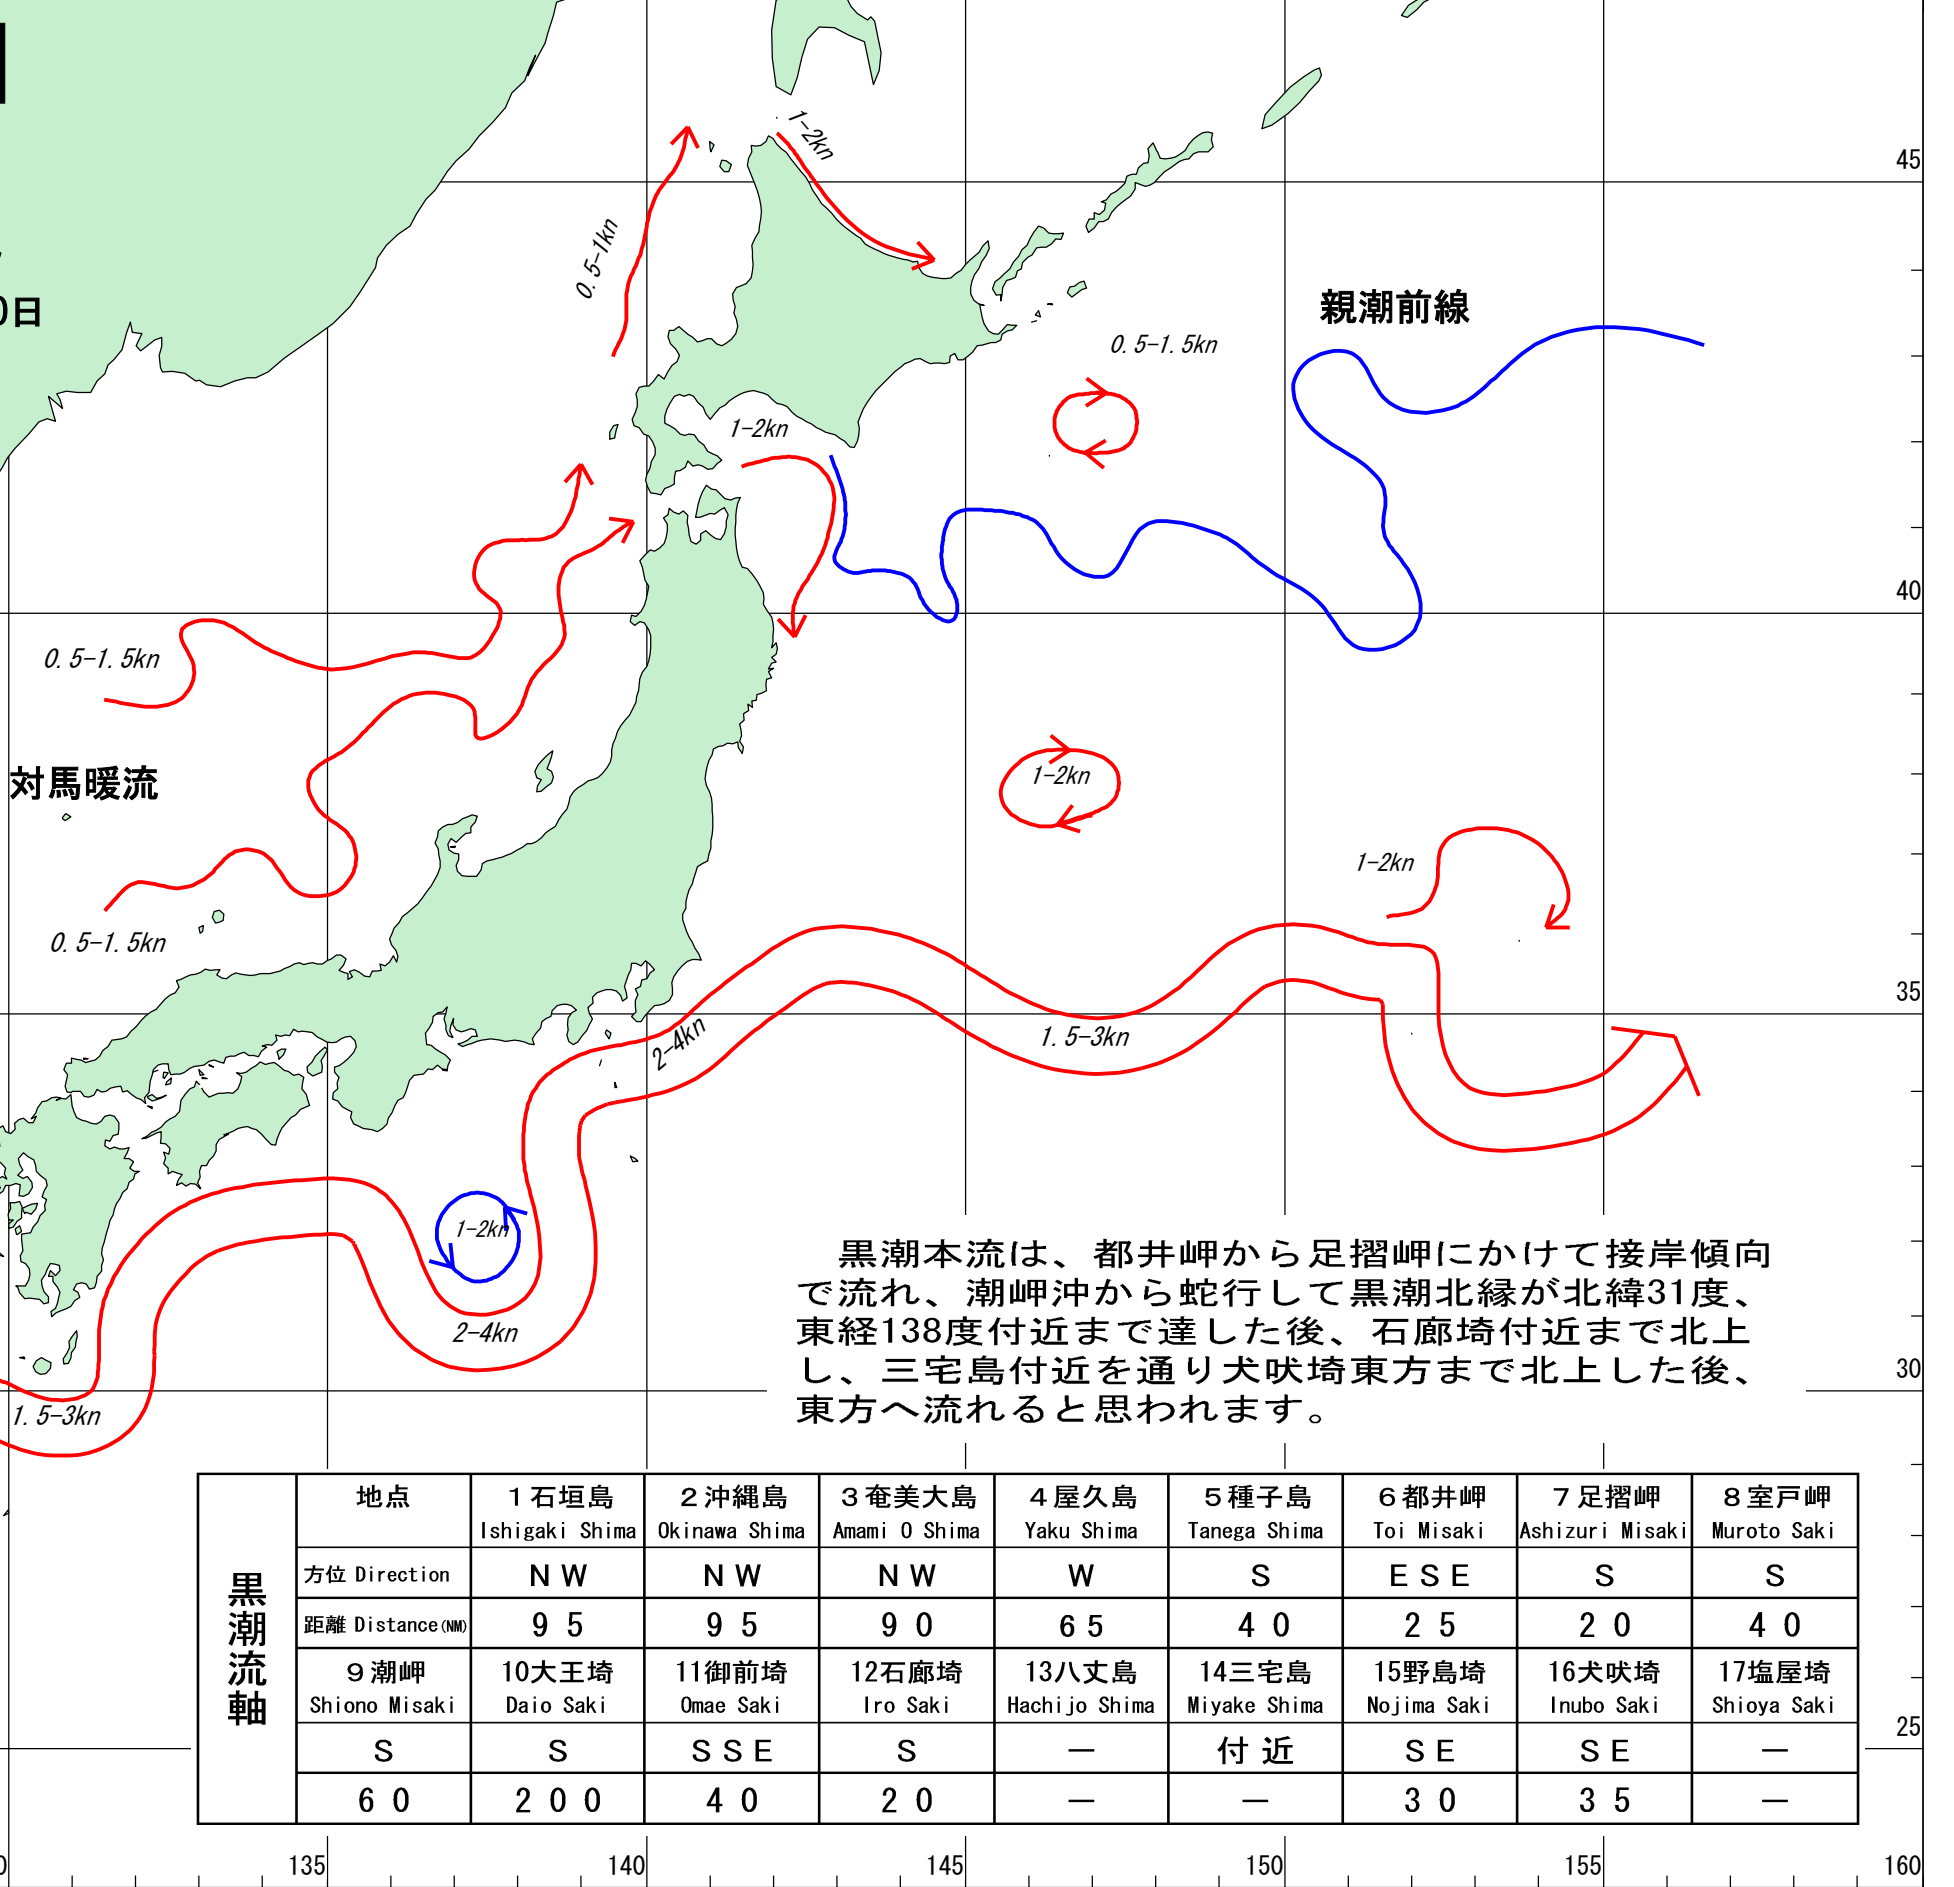 日
1-2kn
45
0.5-1kn
親潮前線
0.5-1.5kn
1-2kn
40
0.5-1.5kn
対馬暖流
1-2kn
1-2kn
0.5-1.5kn
35
2-4kn
1.5-3kn
1-2kn
2-4kn
黒潮本流は、都井岬から足摺岬にかけて接岸傾向
で流れ、潮岬沖から蛇行して黒潮北縁が北緯31度、
東経138度付近まで達した後、石廊埼付近まで北上
し、三宅島付近を通り犬吠埼東方まで北上した後、
東方へ流れると思われます。
30
1.5-3kn
黒潮流軸
地点 1石垣島 2沖縄島 3奄美大島 4屋久島 5種子島 6都井岬 7足摺岬 8室戸岬
Ishigaki Shima Okinawa Shima Amami O Shima Yaku Shima Tanega Shima Toi Misaki Ashizuri Misaki Muroto Saki
方位 Direction NW NW NW W S ESE S S
距離 Distance(NM) 95 95 90 65 40 25 20 40
9潮岬 10大王埼 11御前埼 12石廊埼 13八丈島 14三宅島 15野島埼 16犬吠埼 17塩屋埼
Shiono Misaki Daio Saki Omae Saki Iro Saki Hachijo Shima Miyake Shima Nojima Saki Inubo Saki Shioya Saki
S S SSE S － 付近 SE SE －
60 200 40 20 － － 30 35 －
25
135 140 145 150 155 160